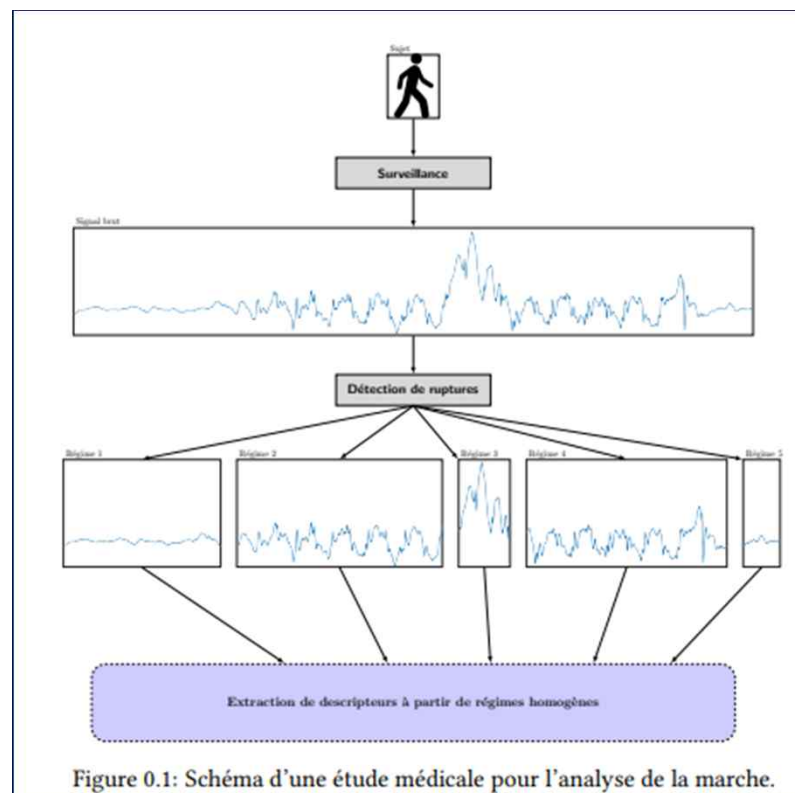 Sujet
Surveillance
Signal brut
Détection de ruptures
Régime 1
Régime 2
Régime 3
Régime 4
Régime 5
Extraction de descripteurs à partir de régimes homogènes
Figure 0.1: Schéma d'une étude médicale pour l'analyse de la marche.